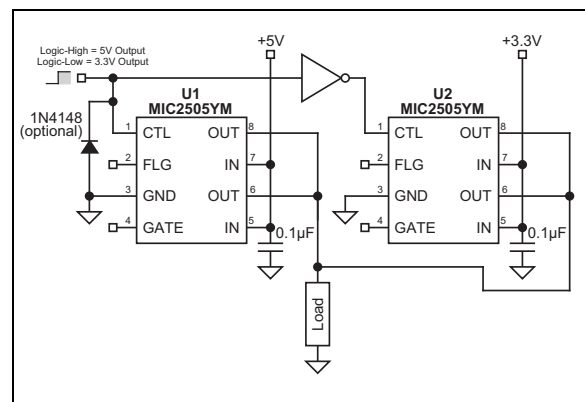 Logic-High = 5V Output
Logic-Low = 3.3V Output
+5V
+3.3V
U1
MIC2505YM
U2
MIC2505YM
1N4148
(optional)
1 CTL OUT 8
2 FLG IN 7
3 GND OUT 6
4 GATE IN 5
0.1µF
1 CTL OUT 8
2 FLG IN 7
3 GND OUT 6
4 GATE IN 5
0.1µF
Load